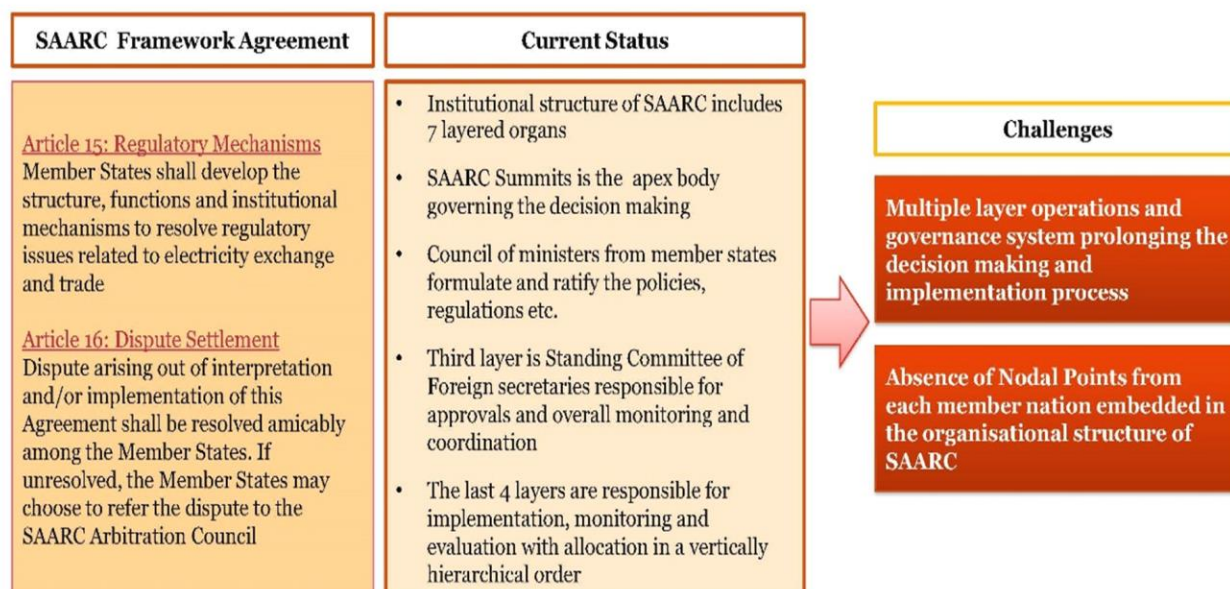 SAARC Framework Agreement
Article 15: Regulatory Mechanisms
Member States shall develop the
structure, functions and institutional
mechanisms to resolve regulatory
issues related to electricity exchange
and trade
Article 16: Dispute Settlement
Dispute arising out of interpretation
and/or implementation of this
Agreement shall be resolved amicably
among the Member States. If
unresolved, the Member States may
choose to refer the dispute to the
SAARC Arbitration Council
Current Status
• Institutional structure of SAARC includes
7 layered organs
• SAARC Summits is the apex body
governing the decision making
• Council of ministers from member states
formulate and ratify the policies,
regulations etc.
• Third layer is Standing Committee of
Foreign secretaries responsible for
approvals and overall monitoring and
coordination
• The last 4 layers are responsible for
implementation, monitoring and
evaluation with allocation in a vertically
hierarchical order
Challenges
Multiple layer operations and
governance system prolonging the
decision making and
implementation process
Absence of Nodal Points from
each member nation embedded in
the organisational structure of
SAARC